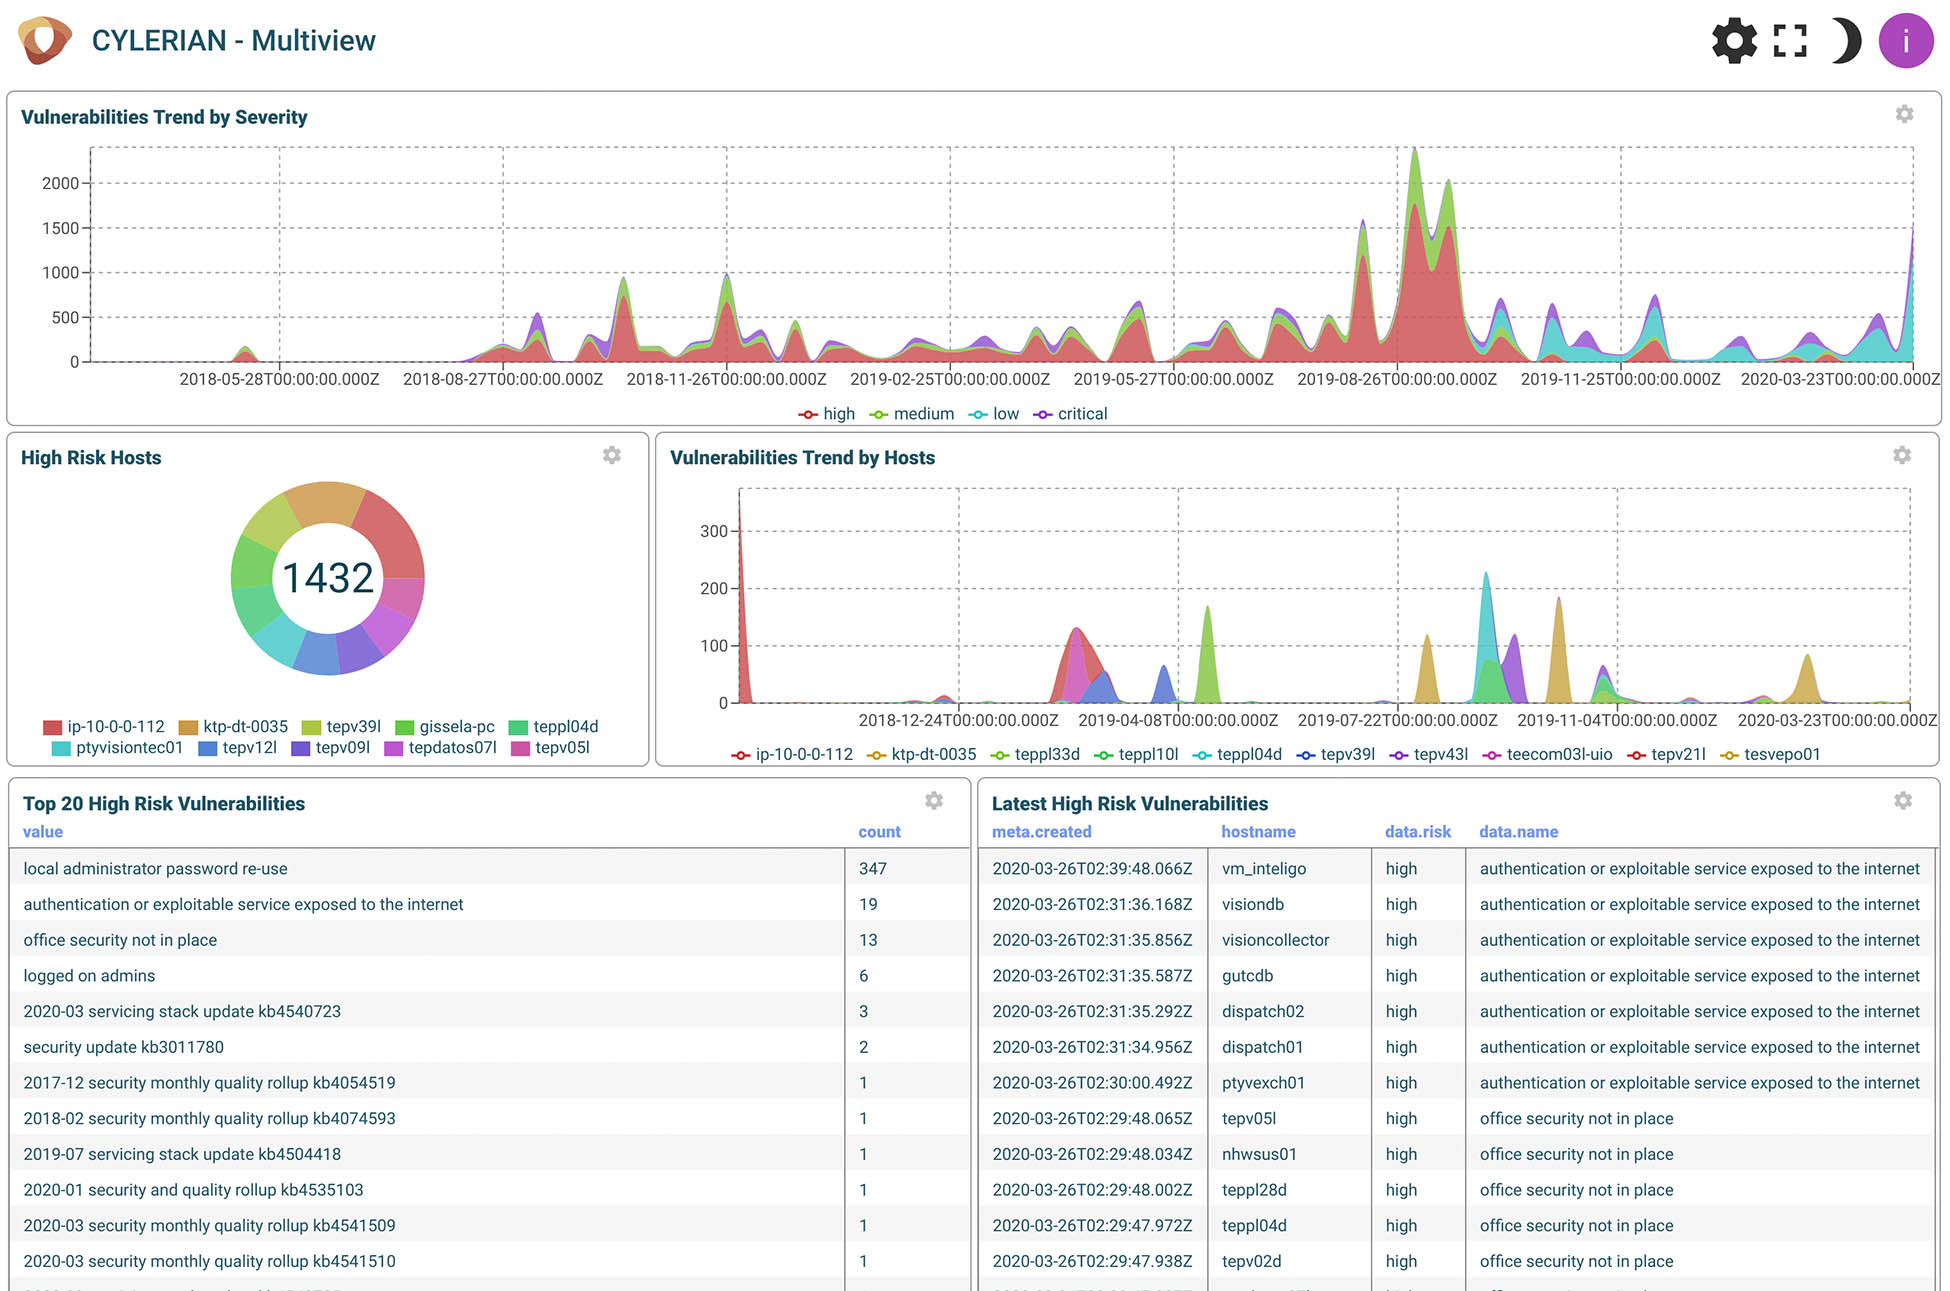 CYLERIAN - Multiview
i
Vulnerabilities Trend by Severity
2000
1500
1000
500
0
2018-05-28T00:00:00.000Z 2018-08-27T00:00:00.000Z 2018-11-26T00:00:00.000Z 2019-02-25T00:00:00.000Z 2019-05-27T00:00:00.000Z 2019-08-26T00:00:00.000Z 2019-11-25T00:00:00.000Z 2020-03-23T00:00:00.000Z
high medium low critical
High Risk Hosts
1432
ip-10-0-0-112 ktp-dt-0035 tepv39l gissela-pc teppl04d
ptyvisiontec01 tepv12l tepv09l tepdatos07l tepv05l
Vulnerabilities Trend by Hosts
300
200
100
0
2018-12-24T00:00:00.000Z 2019-04-08T00:00:00.000Z 2019-07-22T00:00:00.000Z 2019-11-04T00:00:00.000Z 2020-03-23T00:00:00.000Z
ip-10-0-0-112 ktp-dt-0035 teppl33d teppl10l teppl04d tepv39l tepv43l teecom03l-uio tepv21l tesvepo01
Top 20 High Risk Vulnerabilities
value count
local administrator password re-use 347
authentication or exploitable service exposed to the internet 19
office security not in place 13
logged on admins 6
2020-03 servicing stack update kb4540723 3
security update kb3011780 2
2017-12 security monthly quality rollup kb4054519 1
2018-02 security monthly quality rollup kb4074593 1
2019-07 servicing stack update kb4504418 1
2020-01 security and quality rollup kb4535103 1
2020-03 security monthly quality rollup kb4541509 1
2020-03 security monthly quality rollup kb4541510 1
Latest High Risk Vulnerabilities
meta.created hostname data.risk data.name
2020-03-26T02:39:48.066Z vm_inteligo high authentication or exploitable service exposed to the internet
2020-03-26T02:31:36.168Z visiondb high authentication or exploitable service exposed to the internet
2020-03-26T02:31:35.856Z visioncollector high authentication or exploitable service exposed to the internet
2020-03-26T02:31:35.587Z gutcdb high authentication or exploitable service exposed to the internet
2020-03-26T02:31:35.292Z dispatch02 high authentication or exploitable service exposed to the internet
2020-03-26T02:31:34.956Z dispatch01 high authentication or exploitable service exposed to the internet
2020-03-26T02:30:00.492Z ptyvexch01 high authentication or exploitable service exposed to the internet
2020-03-26T02:29:48.065Z tepv05l high office security not in place
2020-03-26T02:29:48.034Z nhwsus01 high office security not in place
2020-03-26T02:29:48.002Z teppl28d high office security not in place
2020-03-26T02:29:47.972Z teppl04d high office security not in place
2020-03-26T02:29:47.938Z tepv02d high office security not in place